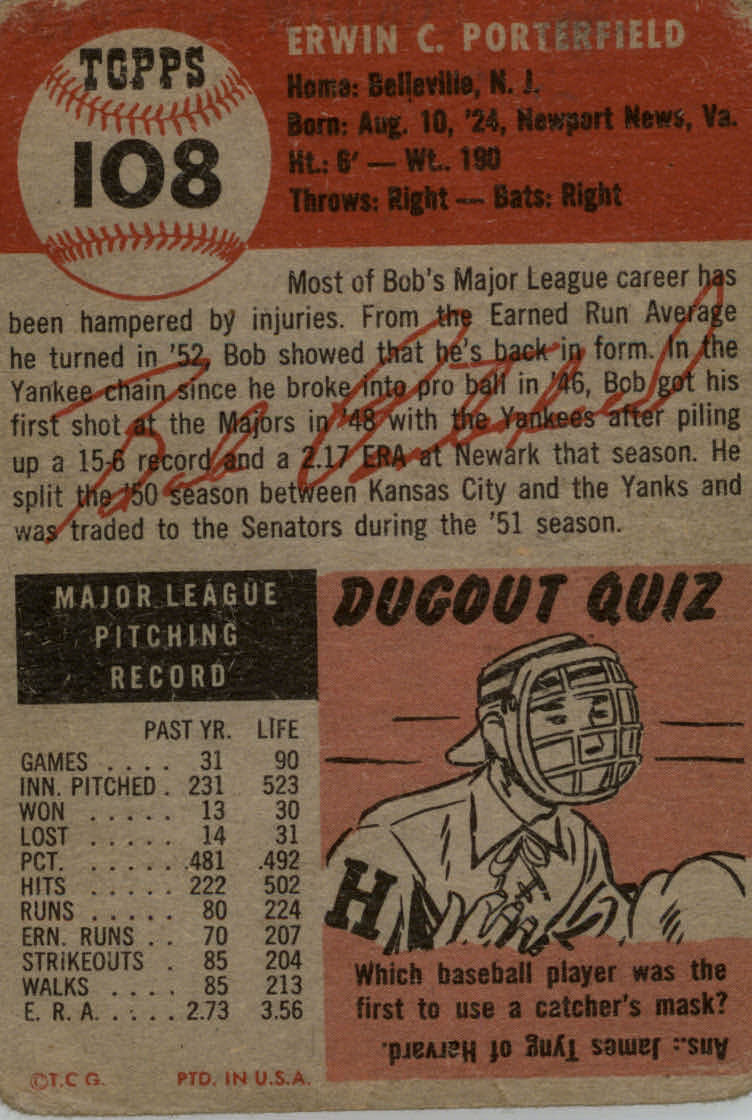 TOPPS
108
ERWIN C. PORTERFIELD
Home: Belleville, N. J.
Born: Aug. 10, '24, Newport News, Va.
Ht.: 6' — Wt.. 190
Throws: Right — Bats: Right
Most of Bob's Major League career has
been hampered by injuries. From the Earned Run Average
he turned in '52, Bob showed that he's back in form. In the
Yankee chain since he broke into pro ball in '46, Bob got his
first shot at the Majors in '48 with the Yankees after piling
up a 15-6 record and a 2.17 ERA at Newark that season. He
split the '50 season between Kansas City and the Yanks and
was traded to the Senators during the '51 season.
Bob Porterfield
MAJOR LEAGUE
PITCHING
RECORD
PAST YR. LIFE
GAMES . . . . 31 90
INN. PITCHED . 231 523
WON . . . . . 13 30
LOST . . . . . 14 31
PCT. . . . . . .481 .492
HITS . . . . . 222 502
RUNS . . . . . 80 224
ERN. RUNS . . 70 207
STRIKEOUTS . 85 204
WALKS . . . . 85 213
E. R. A. . . . . 2.73 3.56
©T.C.G. PTD. IN U.S.A.
DUGOUT QUIZ
H
Which baseball player was the
first to use a catcher's mask?
Ans.: James Tyng of Harvard.